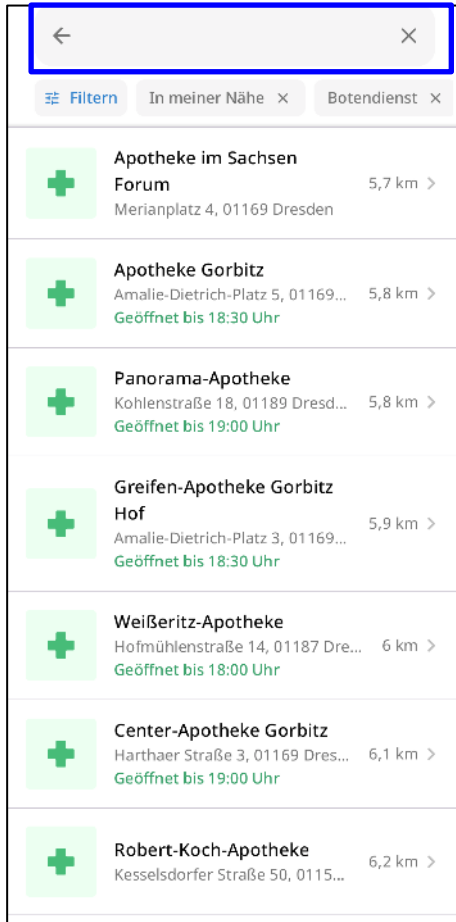 Filtern In meiner Nähe × Botendienst ×
Apotheke im Sachsen
Forum
5,7 km
Merianplatz 4, 01169 Dresden
Apotheke Gorbitz
Amalie-Dietrich-Platz 5, 01169... 5,8 km
Geöffnet bis 18:30 Uhr
Panorama-Apotheke
Kohlenstraße 18, 01189 Dresd... 5,8 km
Geöffnet bis 19:00 Uhr
Greifen-Apotheke Gorbitz
Hof
5,9 km
Amalie-Dietrich-Platz 3, 01169...
Geöffnet bis 18:30 Uhr
Weißeritz-Apotheke
Hofmühlenstraße 14, 01187 Dre... 6 km
Geöffnet bis 18:00 Uhr
Center-Apotheke Gorbitz
Harthaer Straße 3, 01169 Dres... 6,1 km
Geöffnet bis 19:00 Uhr
Robert-Koch-Apotheke
Kesselsdorfer Straße 50, 0115... 6,2 km